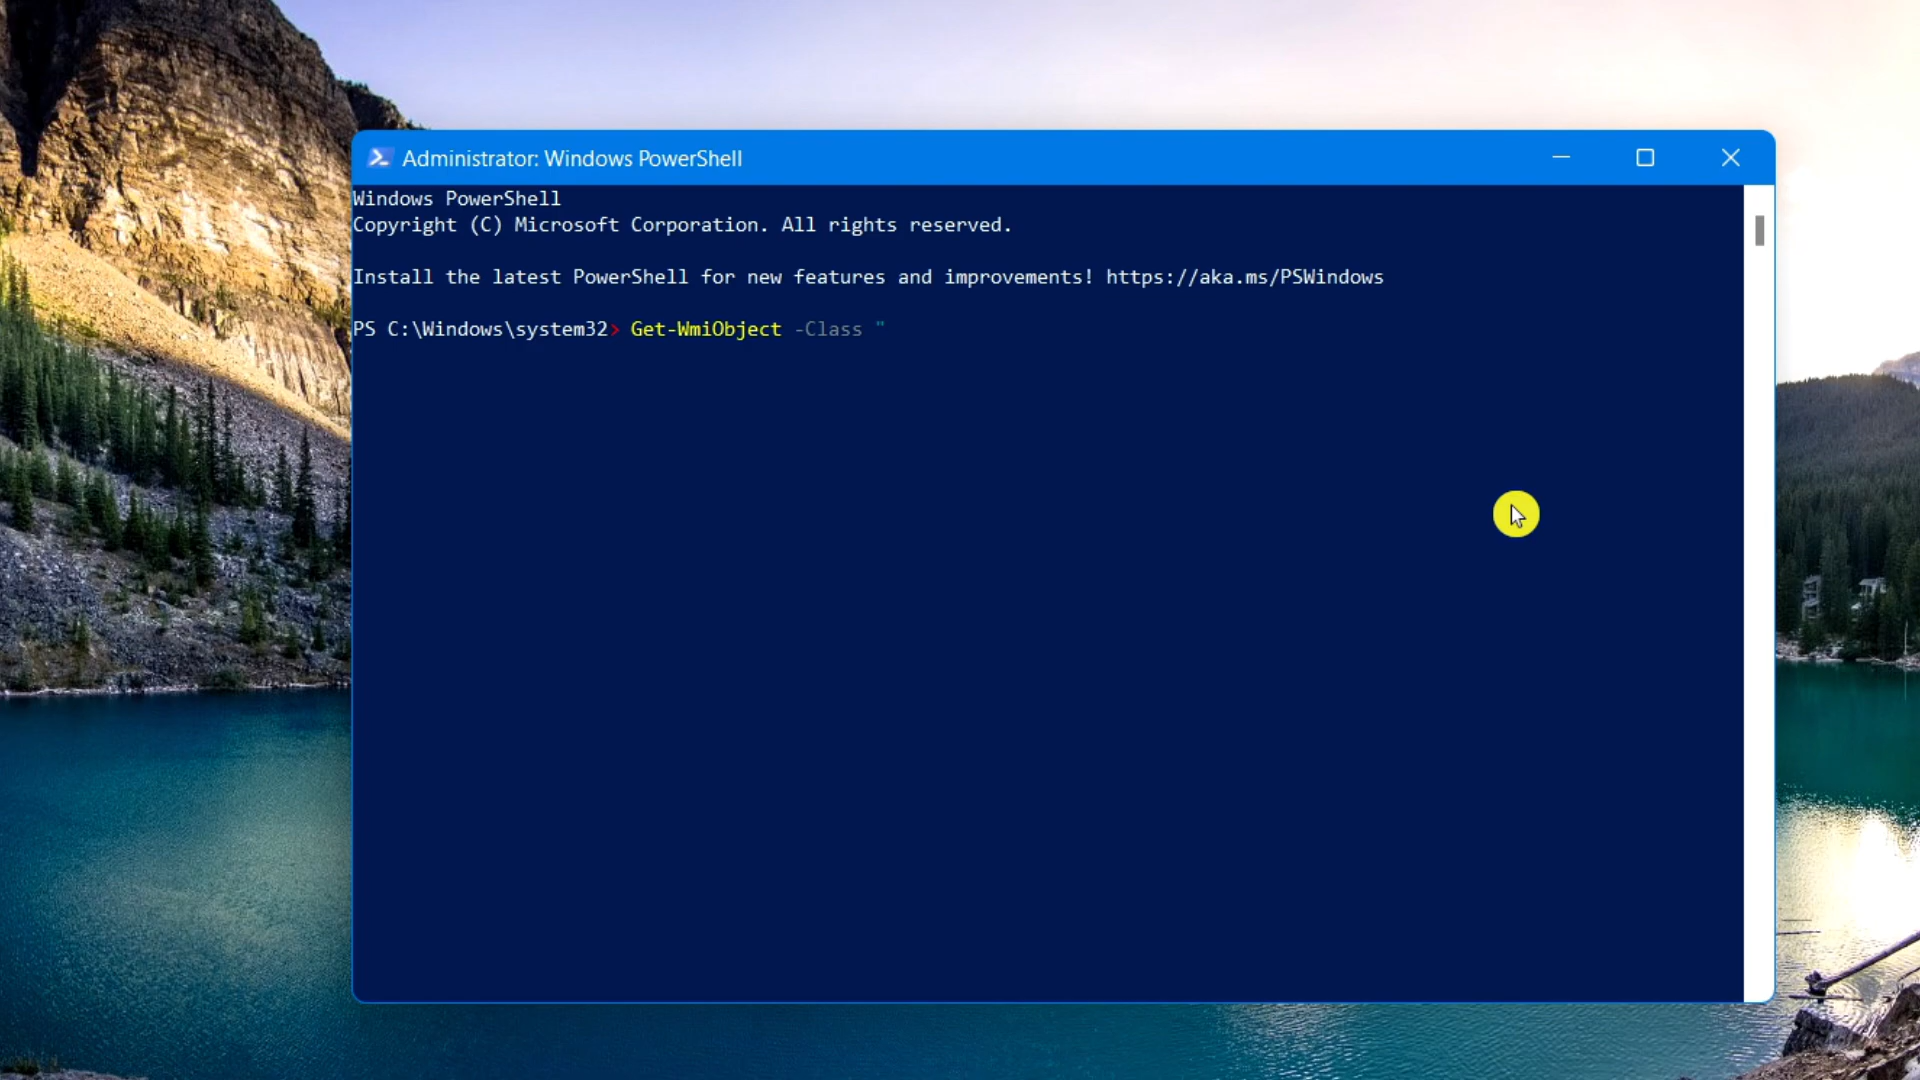 Administrator: Windows PowerShell
Windows PowerShell
Copyright (C) Microsoft Corporation. All rights reserved.
Install the latest PowerShell for new features and improvements! https://aka.ms/PSWindows
PS C:\Windows\system32> Get-WmiObject -Class "